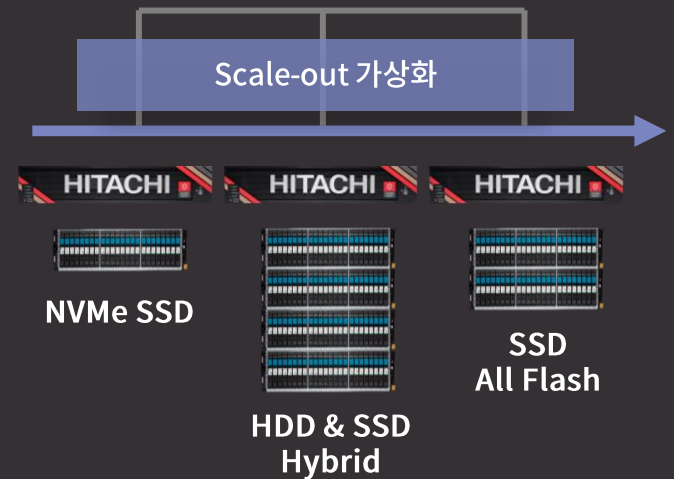 Scale-out 가상화
HITACHI
HITACHI
HITACHI
NVMe SSD
HDD & SSD
Hybrid
SSD
All Flash